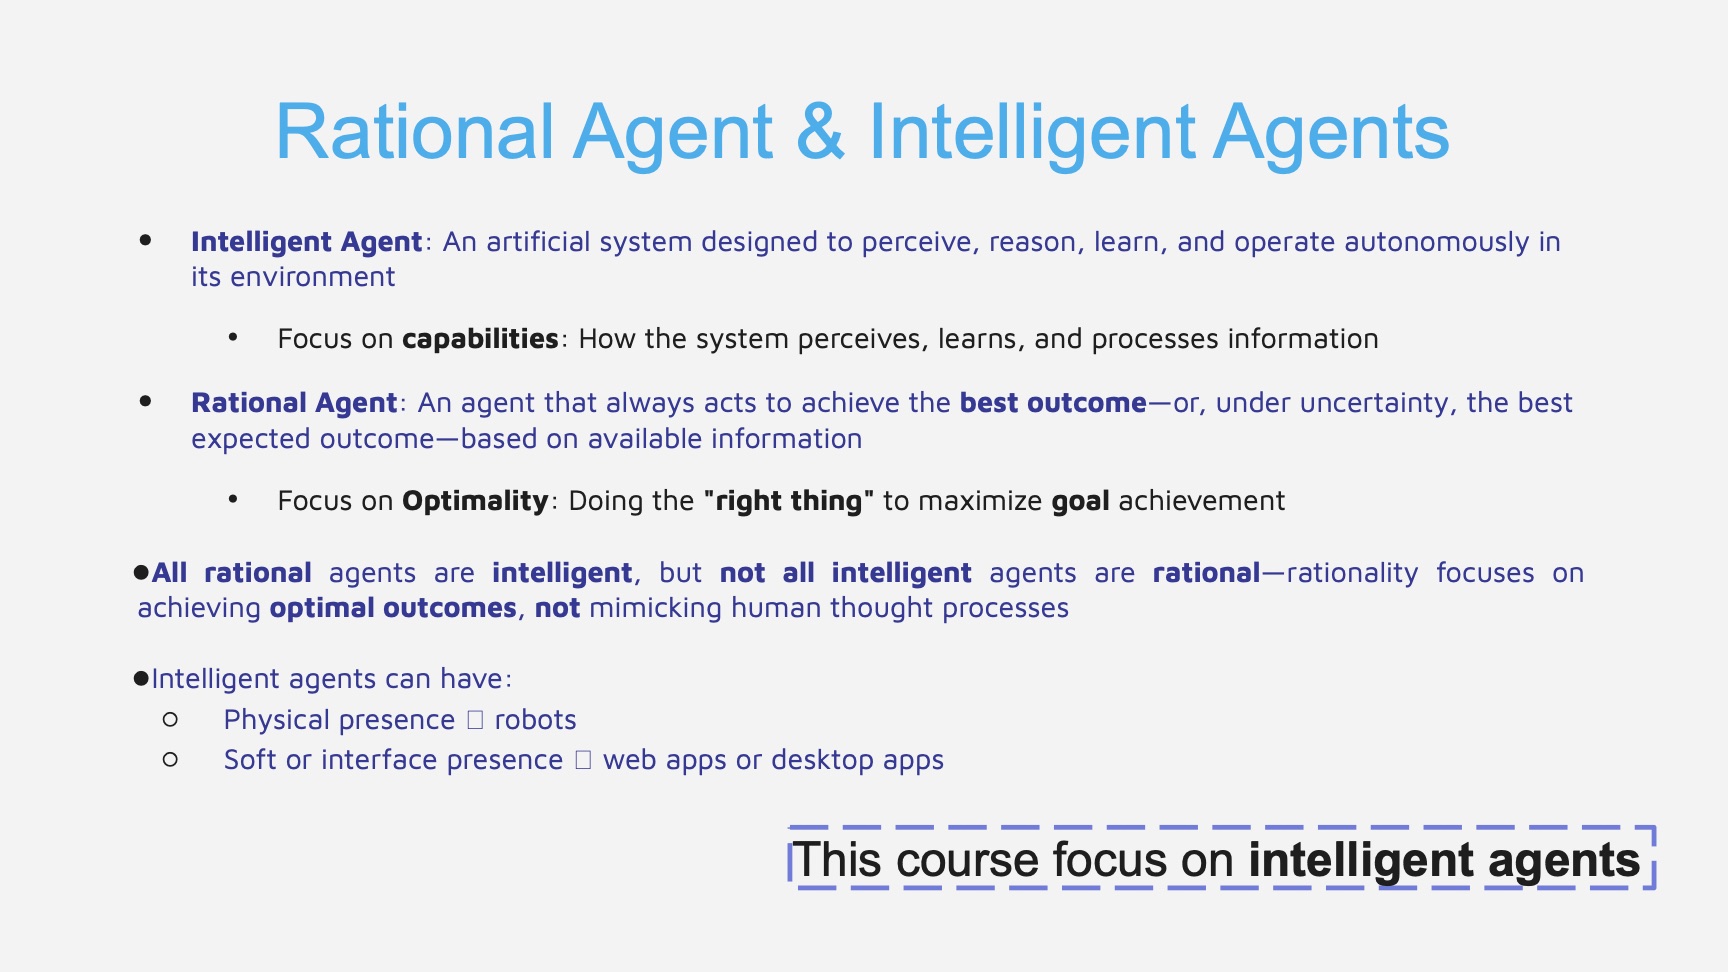 Rational Agent & Intelligent Agents
● Intelligent Agent: An artificial system designed to perceive, reason, learn, and operate autonomously in
its environment
• Focus on capabilities: How the system perceives, learns, and processes information
● Rational Agent: An agent that always acts to achieve the best outcome—or, under uncertainty, the best
expected outcome—based on available information
• Focus on Optimality: Doing the "right thing" to maximize goal achievement
●All rational agents are intelligent, but not all intelligent agents are rational—rationality focuses on
achieving optimal outcomes, not mimicking human thought processes
●Intelligent agents can have:
○ Physical presence □ robots
○ Soft or interface presence □ web apps or desktop apps
This course focus on intelligent agents